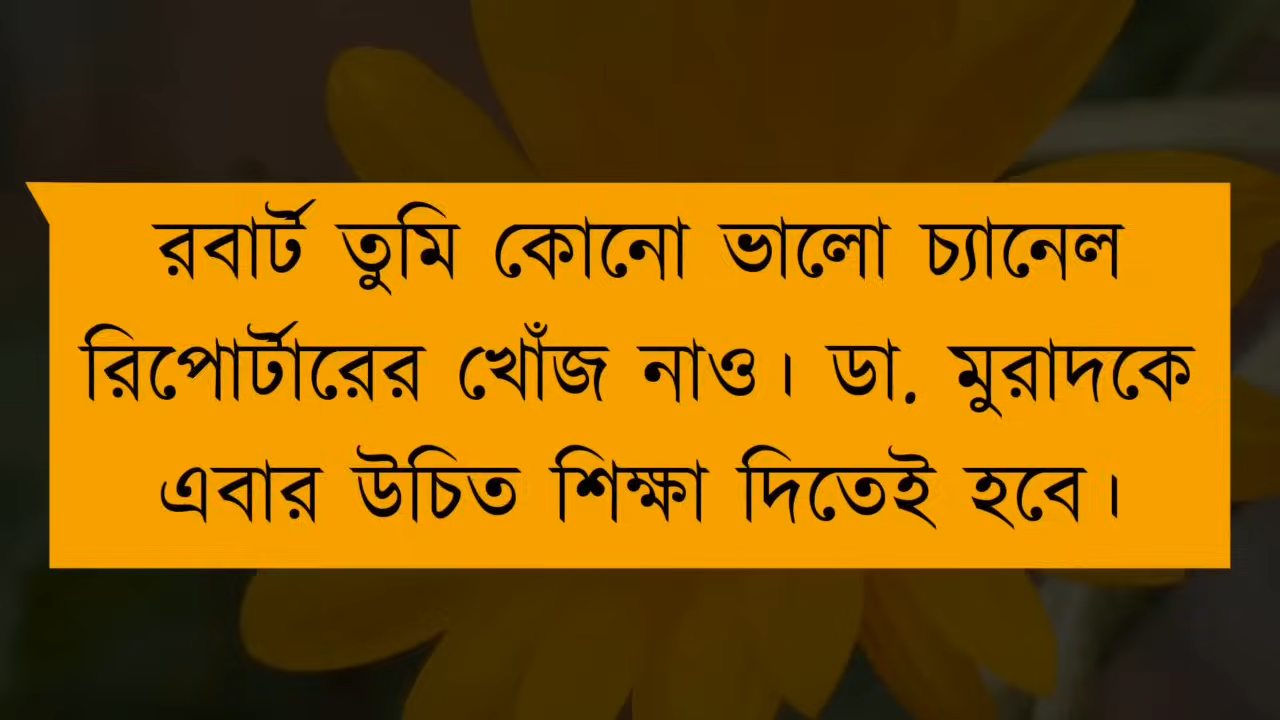 রবার্ট তুমি কোনো ভালো চ্যানেল
রিপোর্টারের খোঁজ নাও। ডা. মুরাদকে
এবার উচিত শিক্ষা দিতেই হবে।